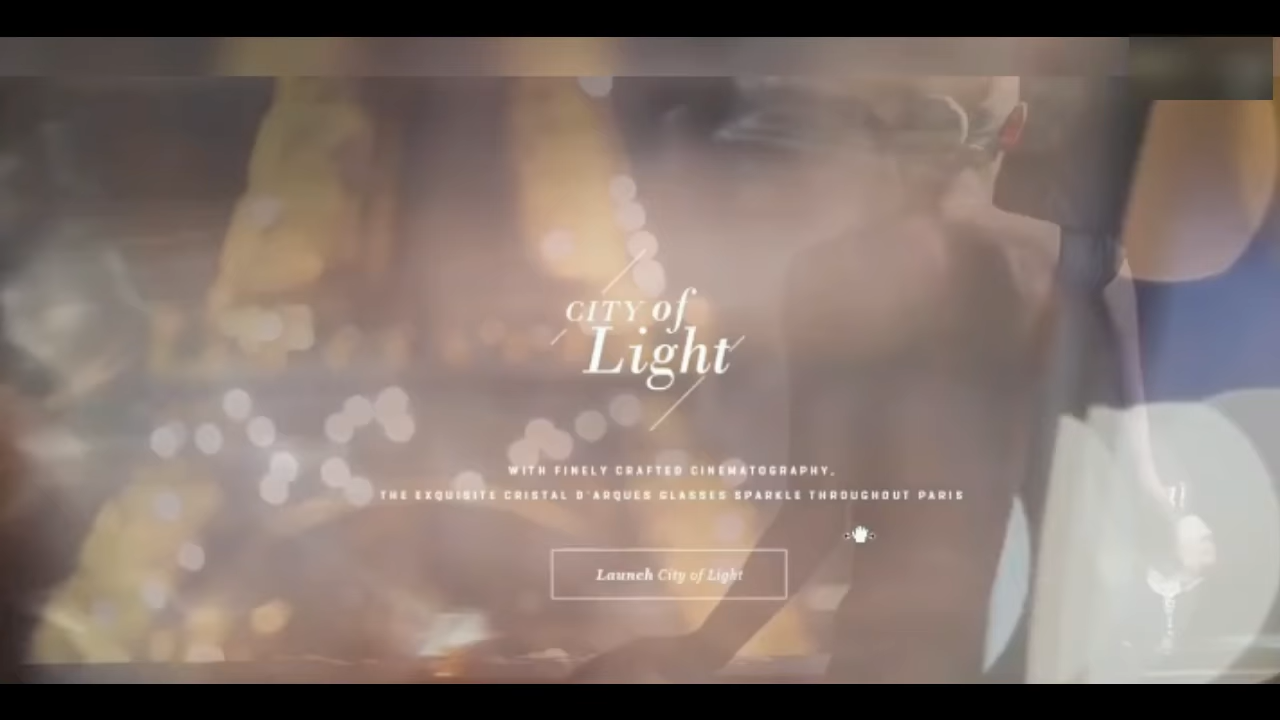 CITY of
Light
WITH FINELY CRAFTED CINEMATOGRAPHY,
THE EXQUISITE CRISTAL D'ARQUES GLASSES SPARKLE THROUGHOUT PARIS
Launch City of Light